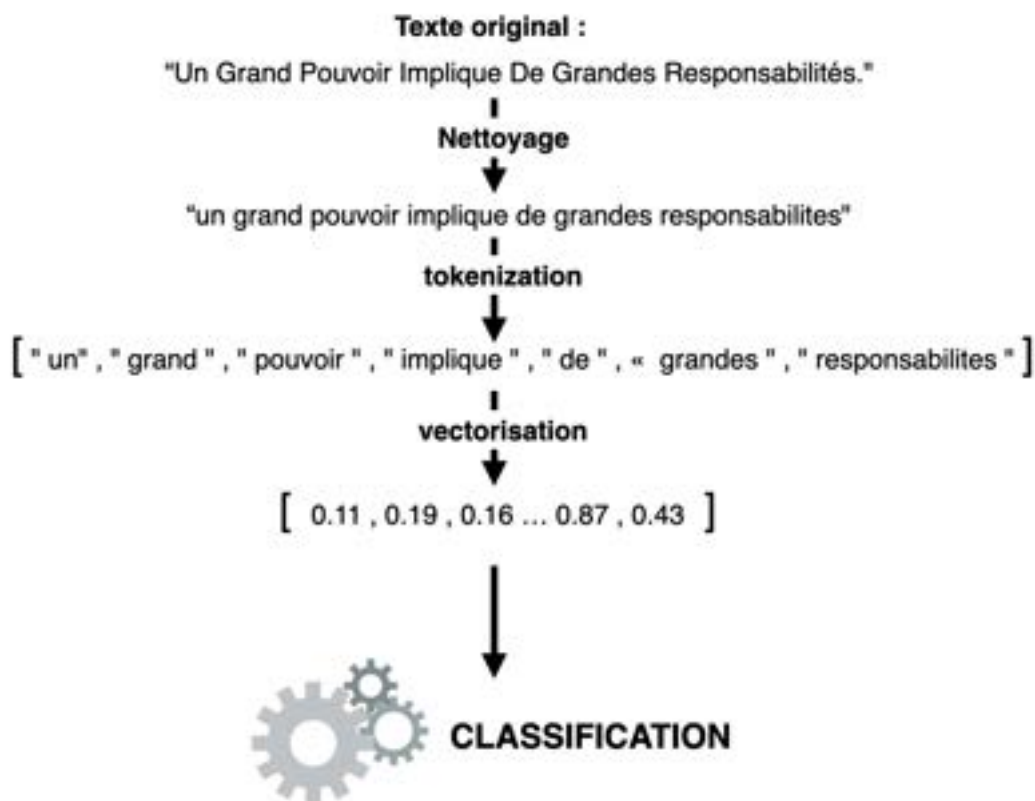 Texte original :
"Un Grand Pouvoir Implique De Grandes Responsabilités."
Nettoyage
"un grand pouvoir implique de grandes responsabilites"
tokenization
[ " un" , " grand " , " pouvoir " , " implique " , " de " , « grandes " , " responsabilites " ]
vectorisation
[ 0.11 , 0.19 , 0.16 ... 0.87 , 0.43 ]
CLASSIFICATION